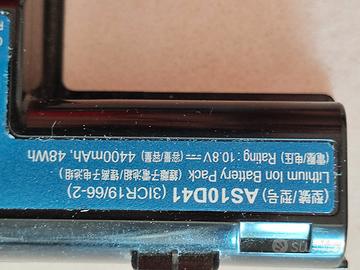 (型號/型号) AS10D41 (3ICR19/66-2)
Lithium Ion Battery Pack (鋰離子電池組/锂离子电池组)
(電壓/电压) Rating : 10.8V⎓(容量/容量) 4400mAh, 48Wh
SUBITO